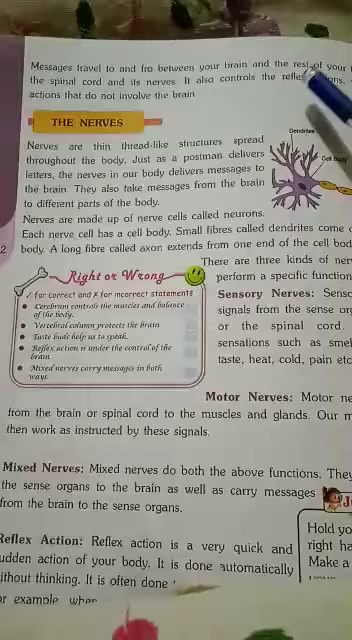 Messages travel to and fro between your brain and the rest of your
the spinal cord and its nerves. It also controls the
actions that do not involve the brain
THE NERVES
Nerves are thin thread-like structures spread
throughout the body. Just as a postman delivers
letters, the nerves in our body delivers messages to
the brain. They also take messages from the brain
to different parts of the body.
Dendrites
Cell body
Nerves are made up of nerve cells called neurons.
Each nerve cell has a cell body. Small fibres called dendrites come
body. A long fibre called axon extends from one end of the cell
2
There are three kinds of
perform a specific
Right or Wrong
✓ for correct and ✗ for incorrect statements
• Cerebrum controls the muscles and balance
of the body.
• Vertebral column protects the brain
• Taste buds help us to speak.
• Reflex action is under the control of the
brain
• Mixed nerves carry messages in both
ways.
Sensory Nerves:
signals from the sense
or the spinal cord.
sensations such as
taste, heat, cold, pain
Motor Nerves: Motor
from the brain or spinal cord to the muscles and glands. Our
then work as instructed by these signals.
Mixed Nerves: Mixed nerves do both the above functions. They
the sense organs to the brain as well as carry messages
from the brain to the sense organs.
Reflex Action: Reflex action is a very quick and
udden action of your body. It is done automatically
ithout thinking. It is often done
or example when
Hold
right
Make a